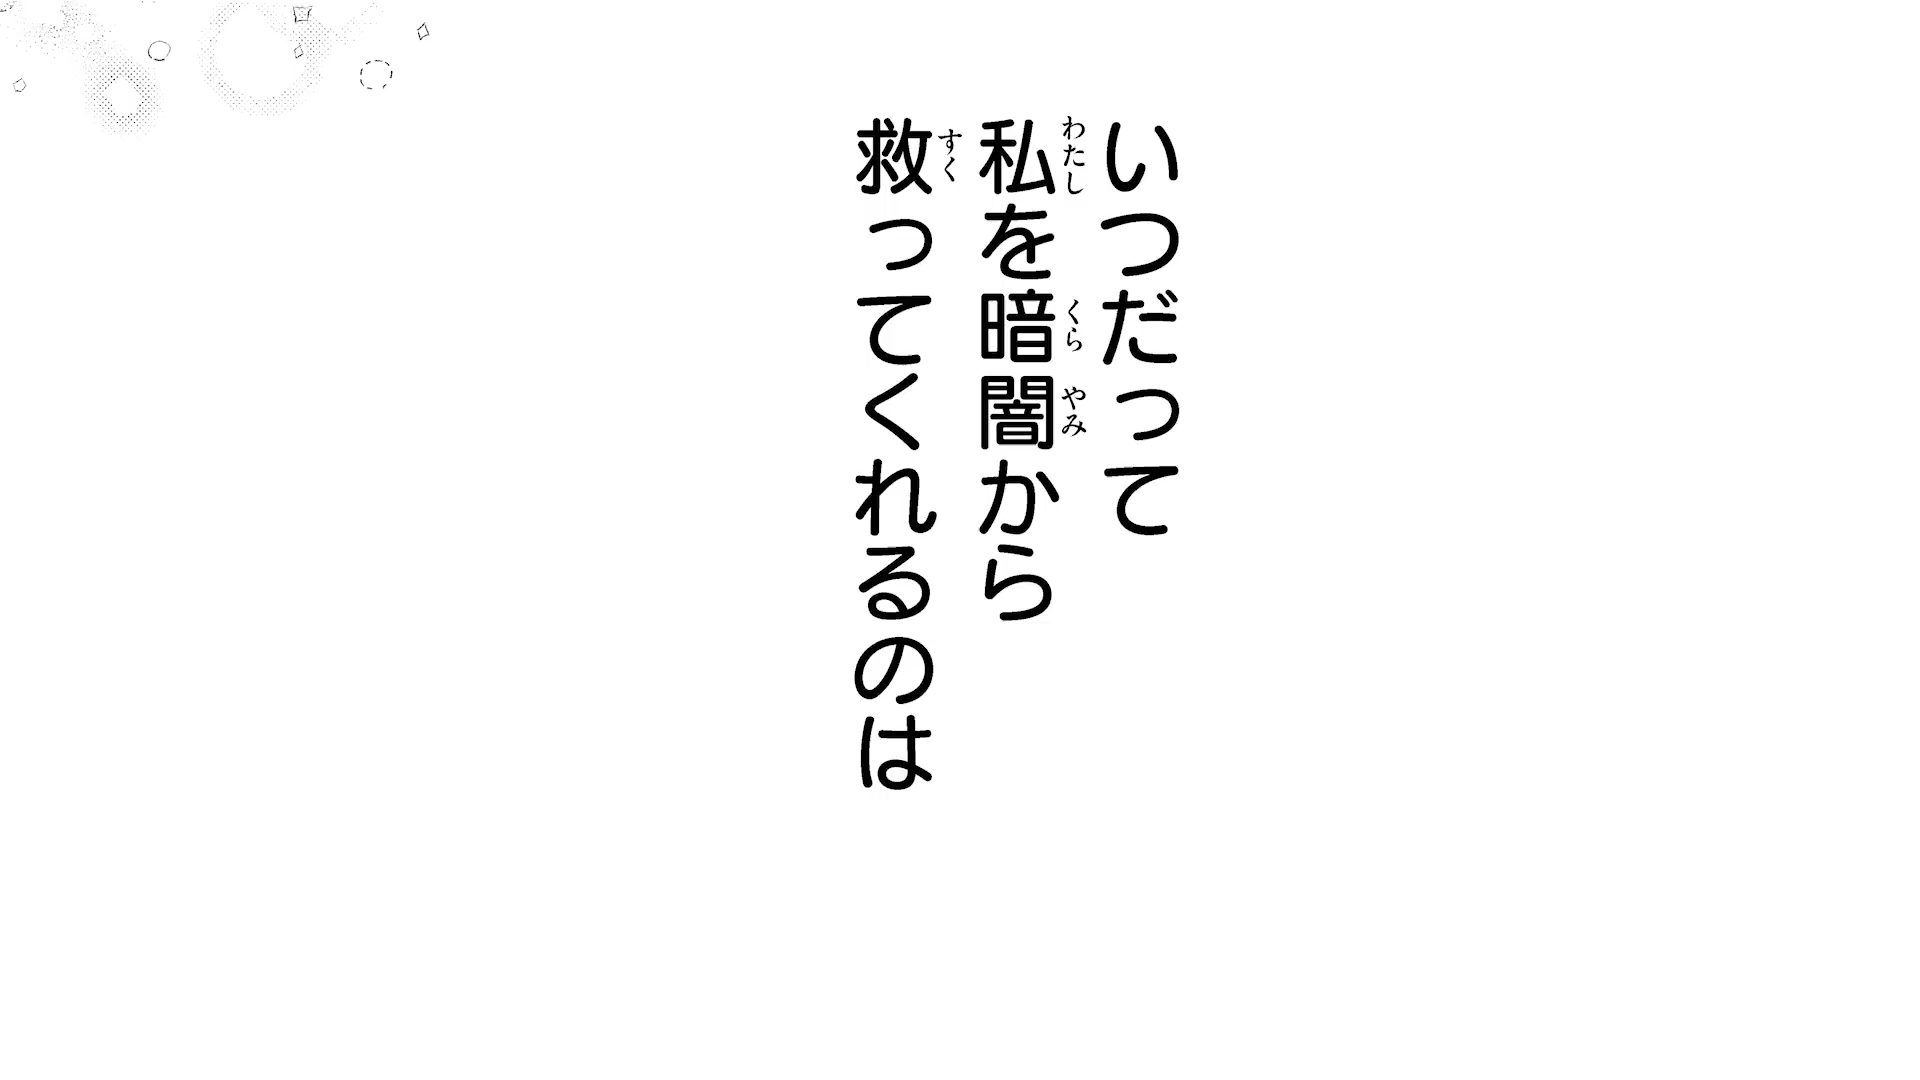 いつだって
私を暗闇から
救ってくれるのは